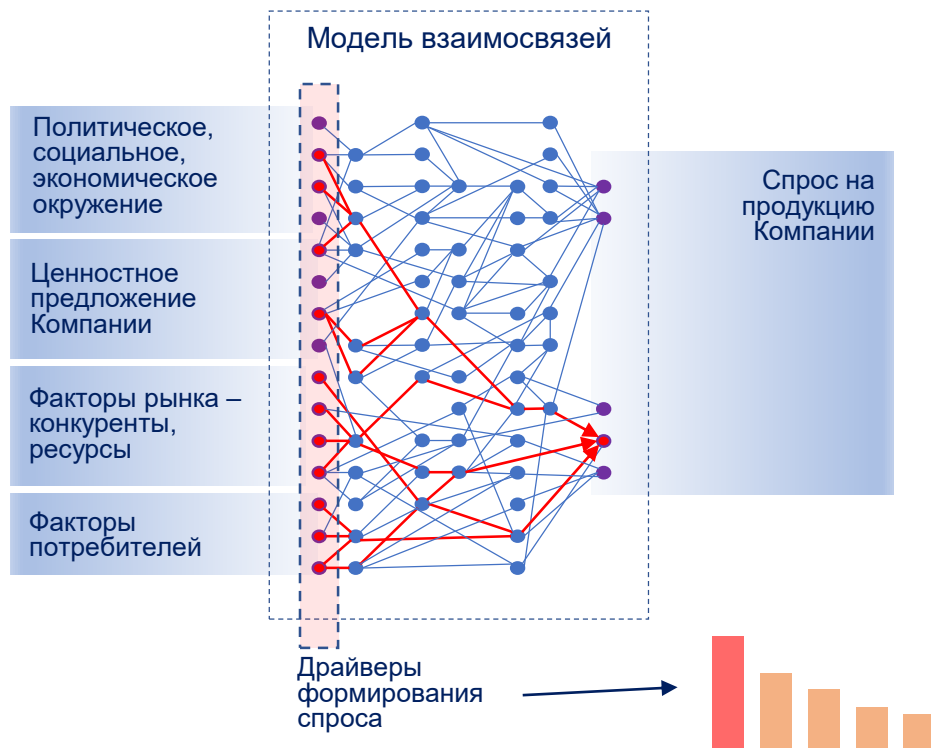 Модель взаимосвязей
Политическое,
социальное,
экономическое
окружение
Ценностное
предложение
Компании
Факторы рынка –
конкуренты,
ресурсы
Факторы
потребителей
Спрос на
продукцию
Компании
Драйверы
формирования
спроса